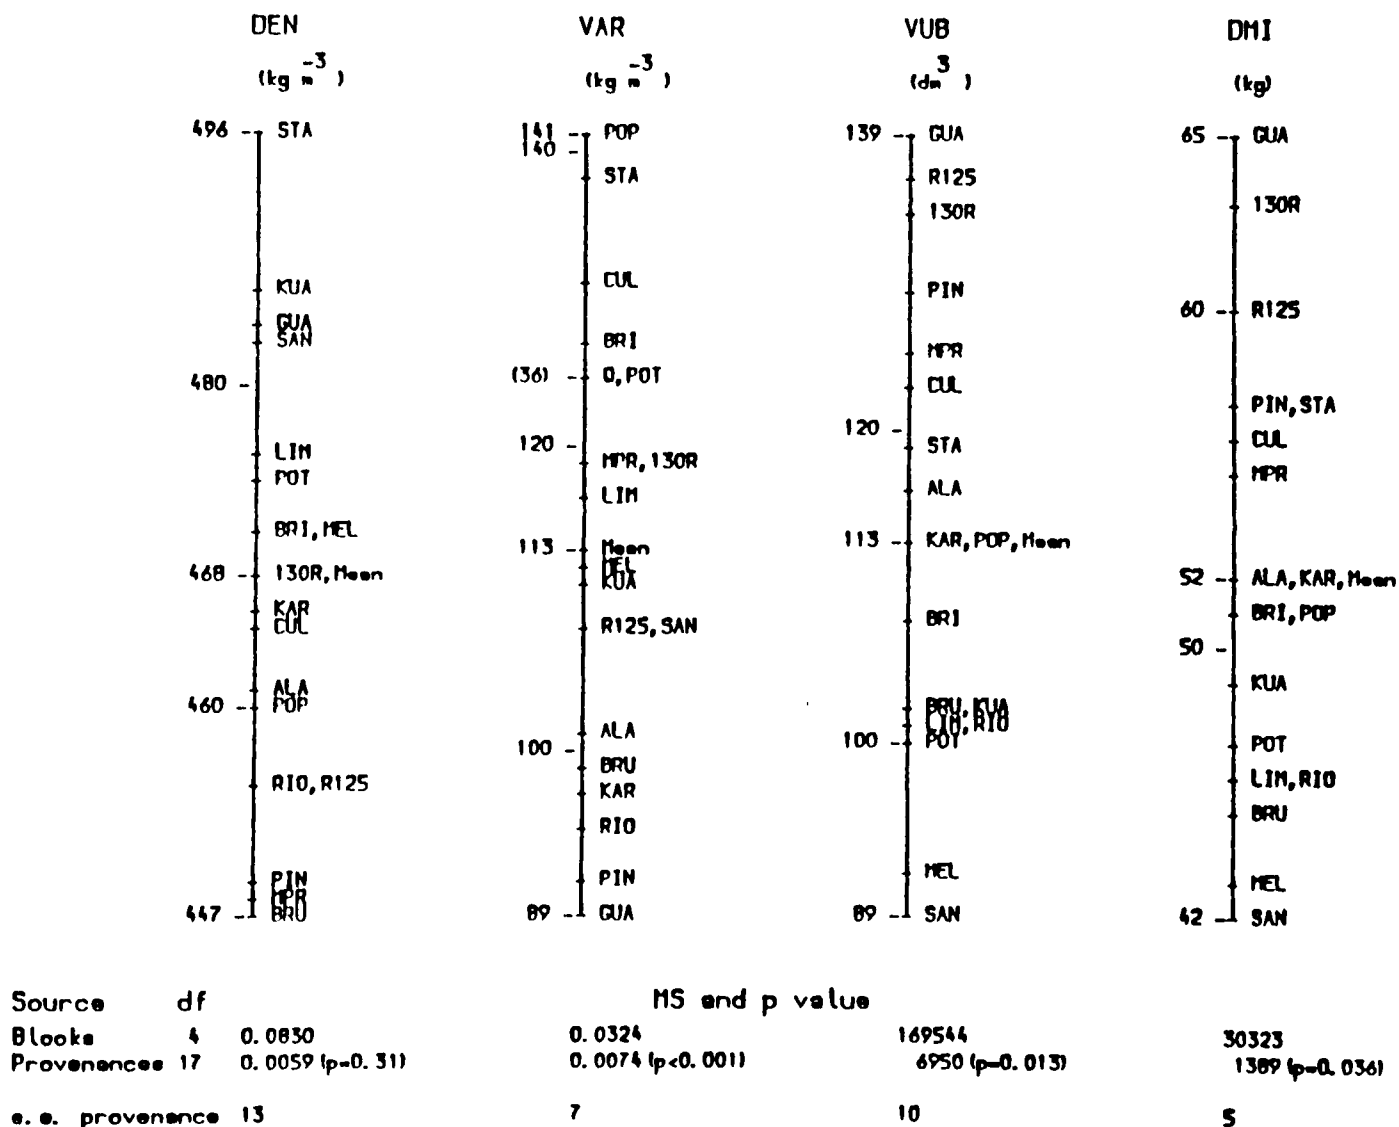 DEN VAR VUB DMI
(kg m-3) (kg m-3) (dm3) (kg)
496 STA
KUA
GUA
SAN
480
LIM
POT
BRI, MEL
468 130R, Mean
KAR
CUL
ALA
460 POP
RIO, R125
PIN
MPR
447 BRU
141 POP
140
STA
CUL
BRI
(36) Q, POT
120
MPR, 130R
LIM
113 Mean
MEL
KUA
R125, SAN
ALA
100
BRU
KAR
RIO
PIN
89 GUA
139 GUA
R125
130R
PIN
MPR
CUL
120
STA
ALA
113 KAR, POP, Mean
BRI
BRU, KUA
LIM, RIO
100 POT
MEL
89 SAN
65 GUA
130R
60 R125
PIN, STA
CUL
MPR
52 ALA, KAR, Mean
BRI, POP
50
KUA
POT
LIM, RIO
BRU
MEL
42 SAN
Source df MS and p value
Blocks 4 0.0830 0.0324 169544 30323
Provenances 17 0.0059 (p=0.31) 0.0074 (p<0.001) 6950 (p=0.013) 1389 (p=0.036)
s.e. provenance 13 7 10 5